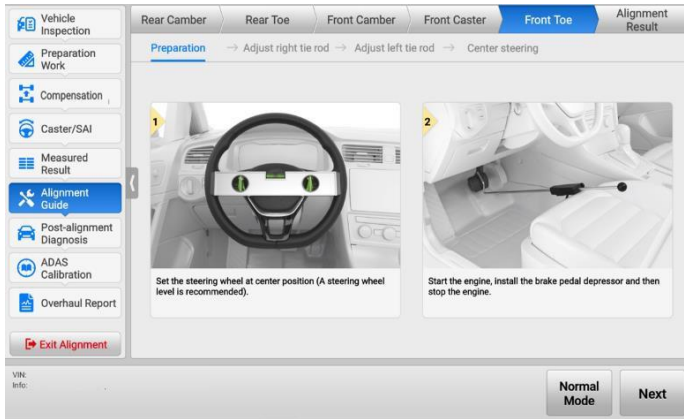 Vehicle
Inspection
Preparation
Work
Compensation
Caster/SAI
Measured
Result
Alignment
Guide
Post-alignment
Diagnosis
ADAS
Calibration
Overhaul Report
Exit Alignment
Rear Camber
Rear Toe
Front Camber
Front Caster
Front Toe
Alignment
Result
Preparation → Adjust right tie rod → Adjust left tie rod → Center steering
1
Set the steering wheel at center position (A steering wheel
level is recommended).
2
Start the engine, install the brake pedal depressor and then
stop the engine.
VIN:
Info:
Normal
Mode
Next